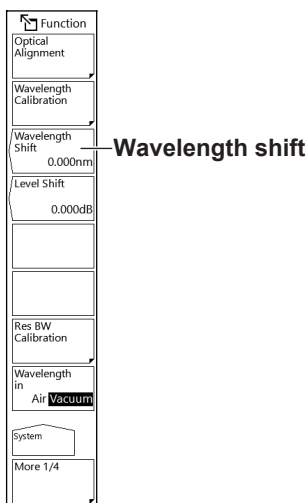 Function
Optical
Alignment
Wavelength
Calibration
Wavelength
Shift
0.000nm
Wavelength shift
Level Shift
0.000dB
Res BW
Calibration
Wavelength
in
Air Vacuum
System
More 1/4